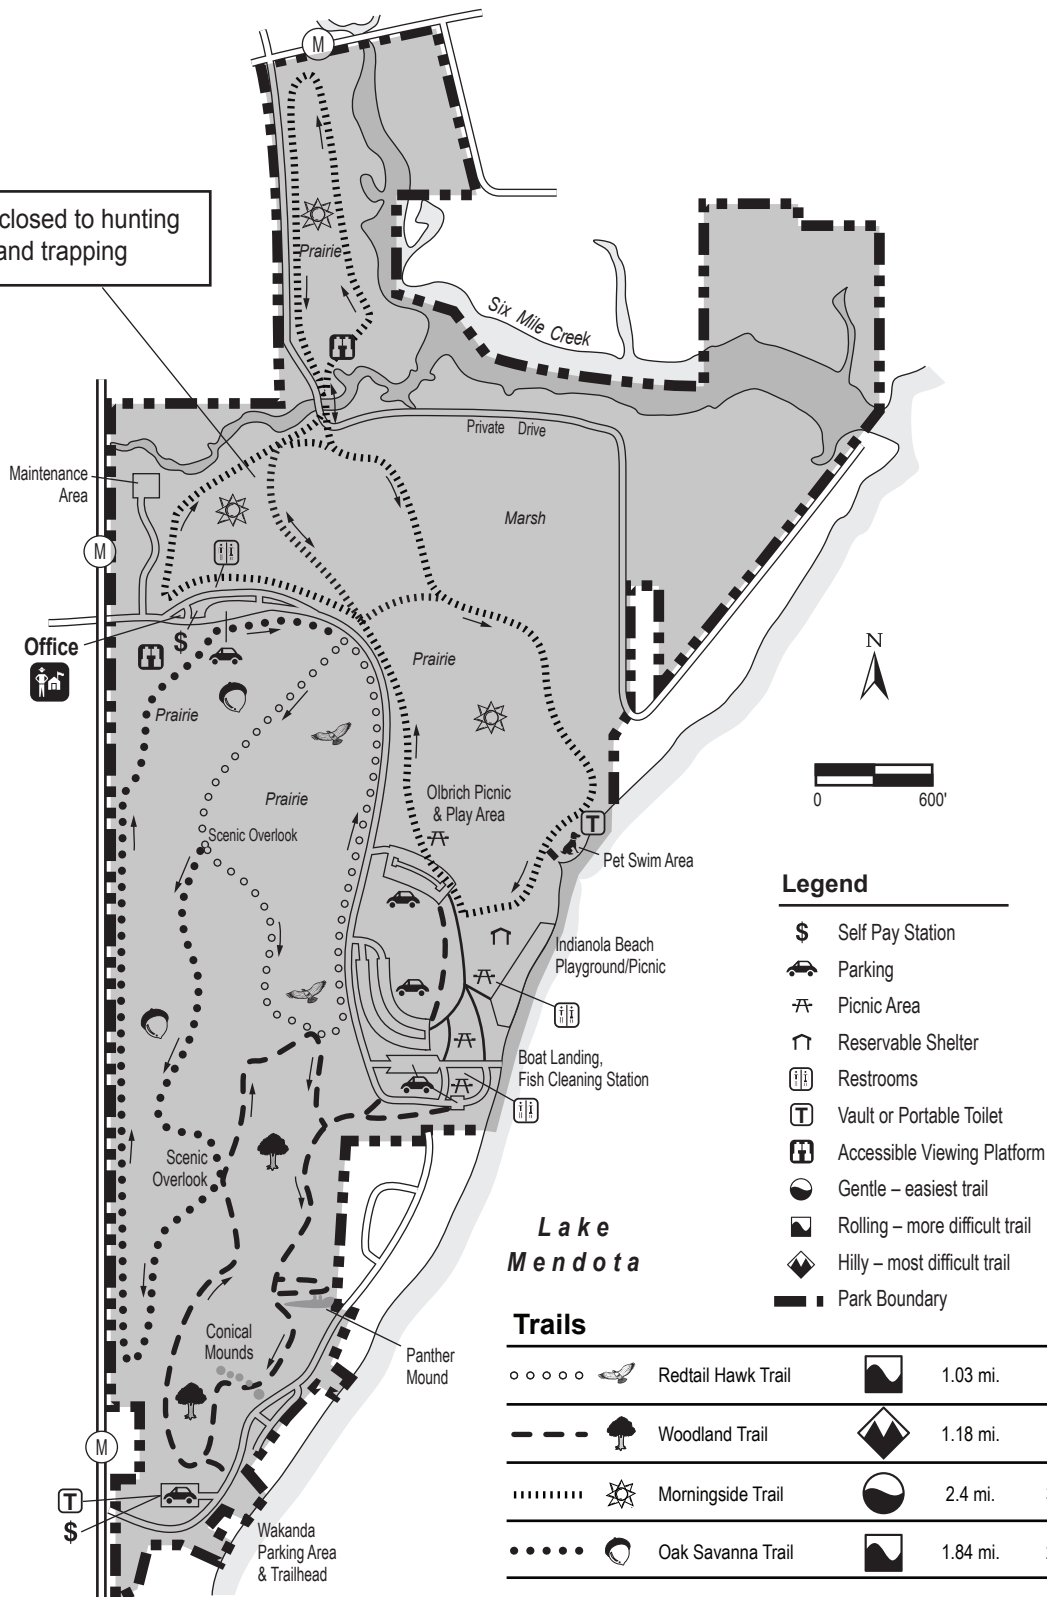 M
closed to hunting
and trapping
Prairie
Six Mile Creek
Private Drive
Maintenance
Area
Marsh
M
Office
$
Prairie
Prairie
N
Prairie
0 600'
Olbrich Picnic
& Play Area
Scenic Overlook
T
Pet Swim Area
Indianola Beach
Playground/Picnic
Boat Landing,
Fish Cleaning Station
Scenic
Overlook
Lake
Mendota
Conical
Mounds
Panther
Mound
M
T
$
Wakanda
Parking Area
& Trailhead
Legend
$ Self Pay Station
Parking
Picnic Area
Reservable Shelter
Restrooms
T Vault or Portable Toilet
Accessible Viewing Platform
Gentle – easiest trail
Rolling – more difficult trail
Hilly – most difficult trail
Park Boundary
Trails
Redtail Hawk Trail 1.03 mi.
Woodland Trail 1.18 mi.
Morningside Trail 2.4 mi.
Oak Savanna Trail 1.84 mi.